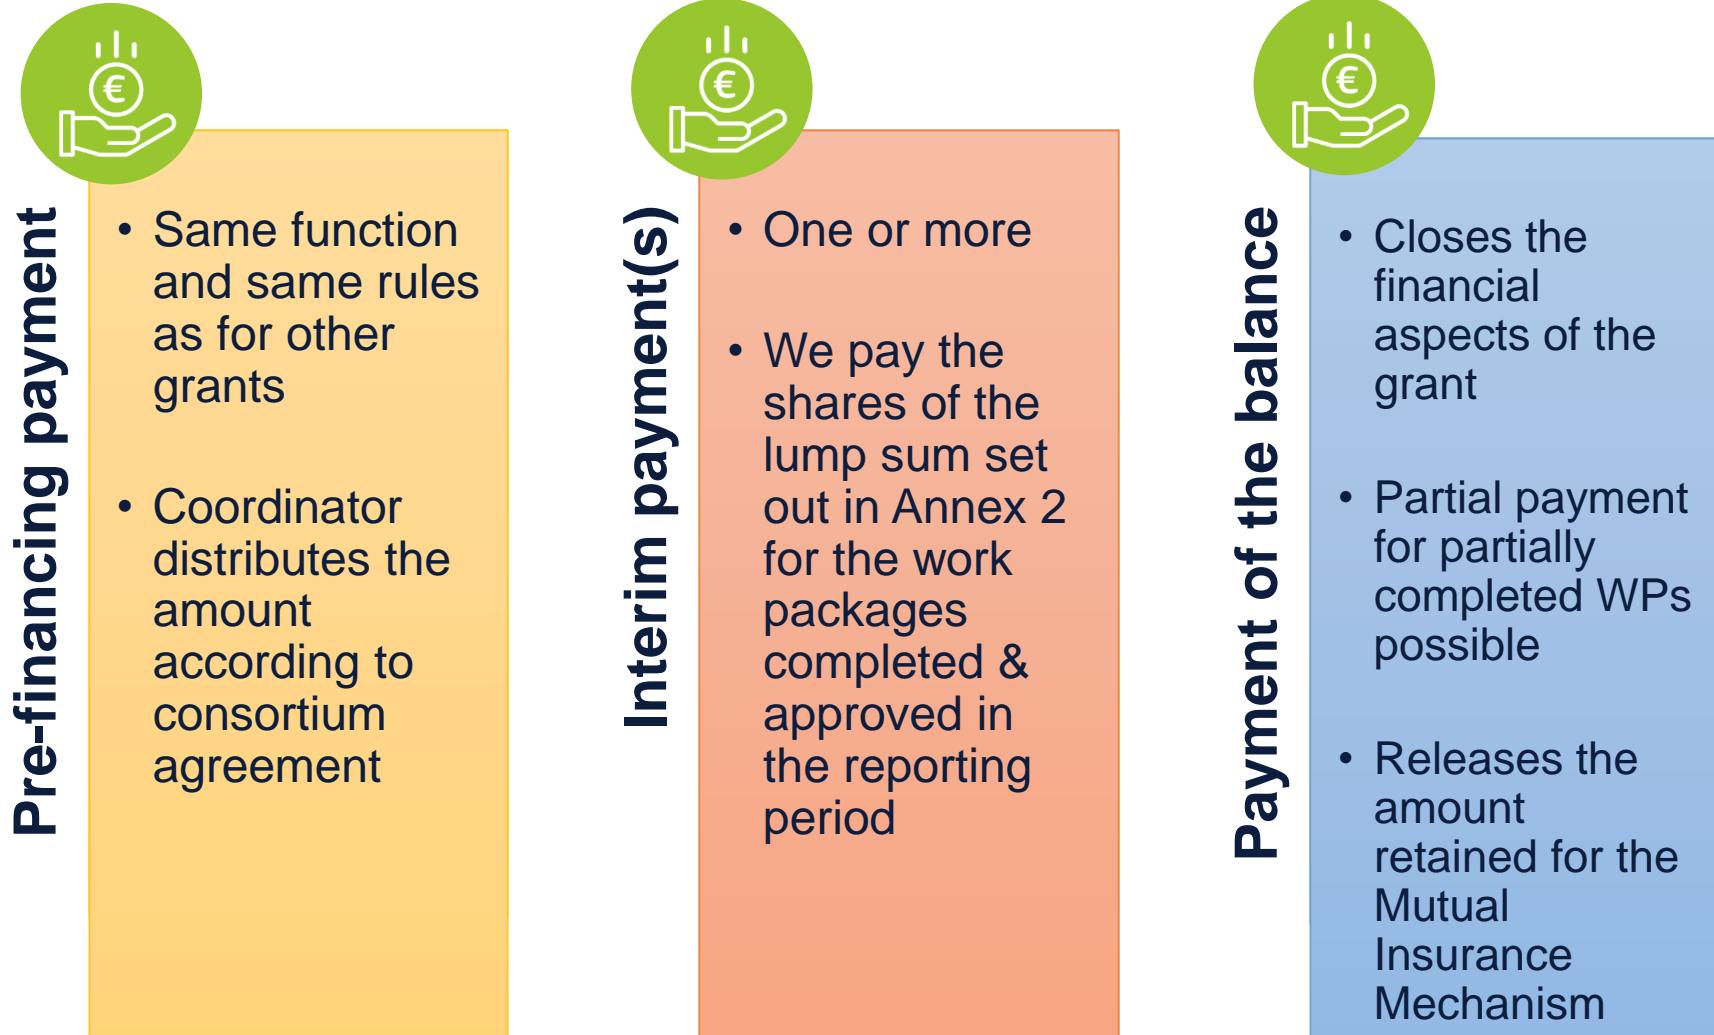 Pre-financing payment
• Same function
and same rules
as for other
grants
• Coordinator
distributes the
amount
according to
consortium
agreement
Interim payment(s)
• One or more
• We pay the
shares of the
lump sum set
out in Annex 2
for the work
packages
completed &
approved in
the reporting
period
Payment of the balance
• Closes the
financial
aspects of the
grant
• Partial payment
for partially
completed WPs
possible
• Releases the
amount
retained for the
Mutual
Insurance
Mechanism